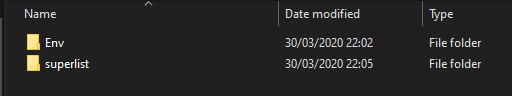 Name Date modified Type
Env 30/03/2020 22:02 File folder
superlist 30/03/2020 22:05 File folder